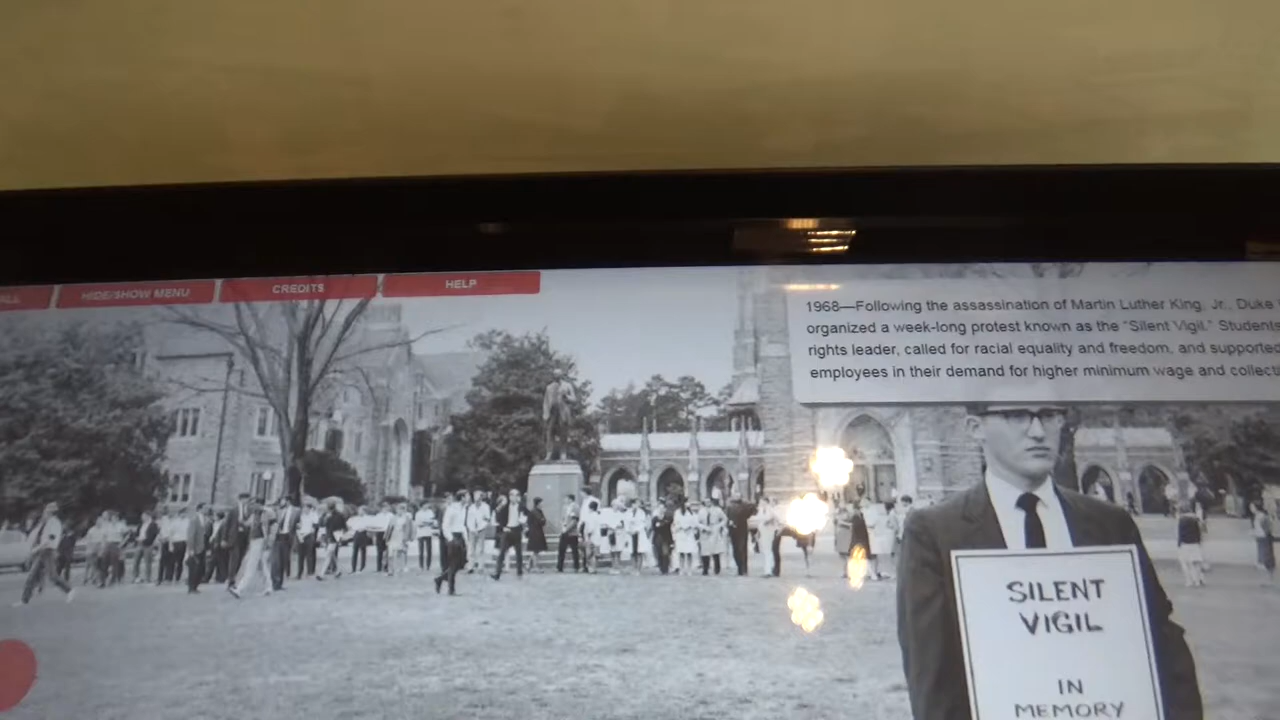 ALL
HIDE/SHOW MENU
CREDITS
HELP
1968—Following the assassination of Martin Luther King, Jr., Duke
organized a week-long protest known as the "Silent Vigil." Students
rights leader, called for racial equality and freedom, and supported
employees in their demand for higher minimum wage and collecti
SILENT
VIGIL
IN
MEMORY